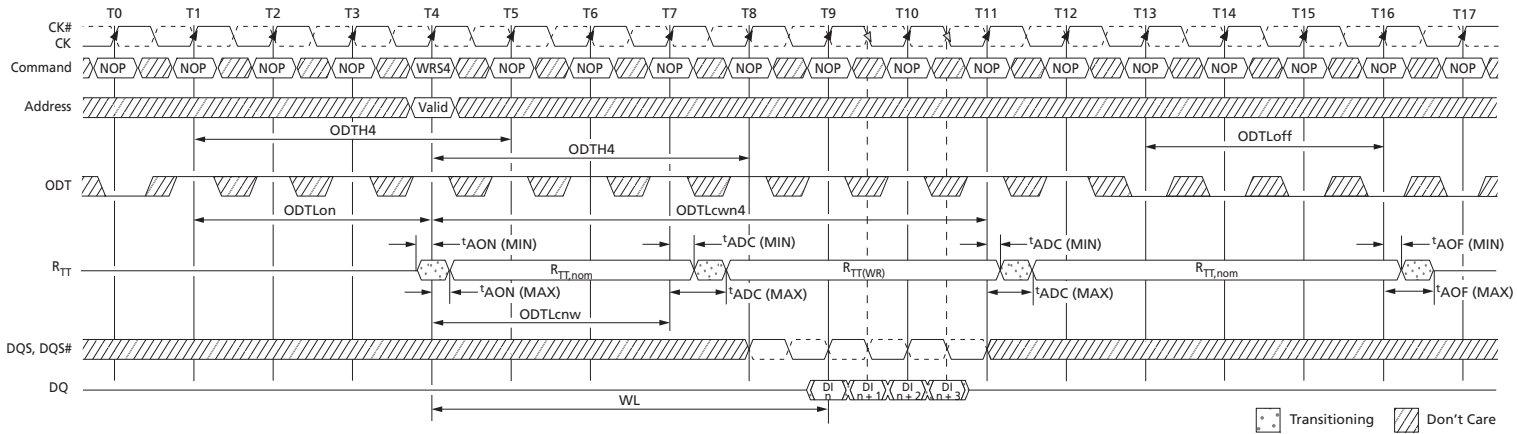 T0 T1 T2 T3 T4 T5 T6 T7 T8 T9 T10 T11 T12 T13 T14 T15 T16 T17
CK#
CK
Command NOP NOP NOP NOP WRS4 NOP NOP NOP NOP NOP NOP NOP NOP NOP NOP NOP NOP NOP
Address Valid
ODTH4 ODTLoff
ODTH4
ODT
ODTLon ODTLcwn4
tAON (MIN) tADC (MIN) tADC (MIN) tAOF (MIN)
RTT RTT,nom RTT(WR) RTT,nom
tAON (MAX) tADC (MAX) tADC (MAX) tAOF (MAX)
ODTLcnw
DQS, DQS#
DQ DI n DI n + 1 DI n + 2 DI n + 3
WL
Transitioning Don't Care